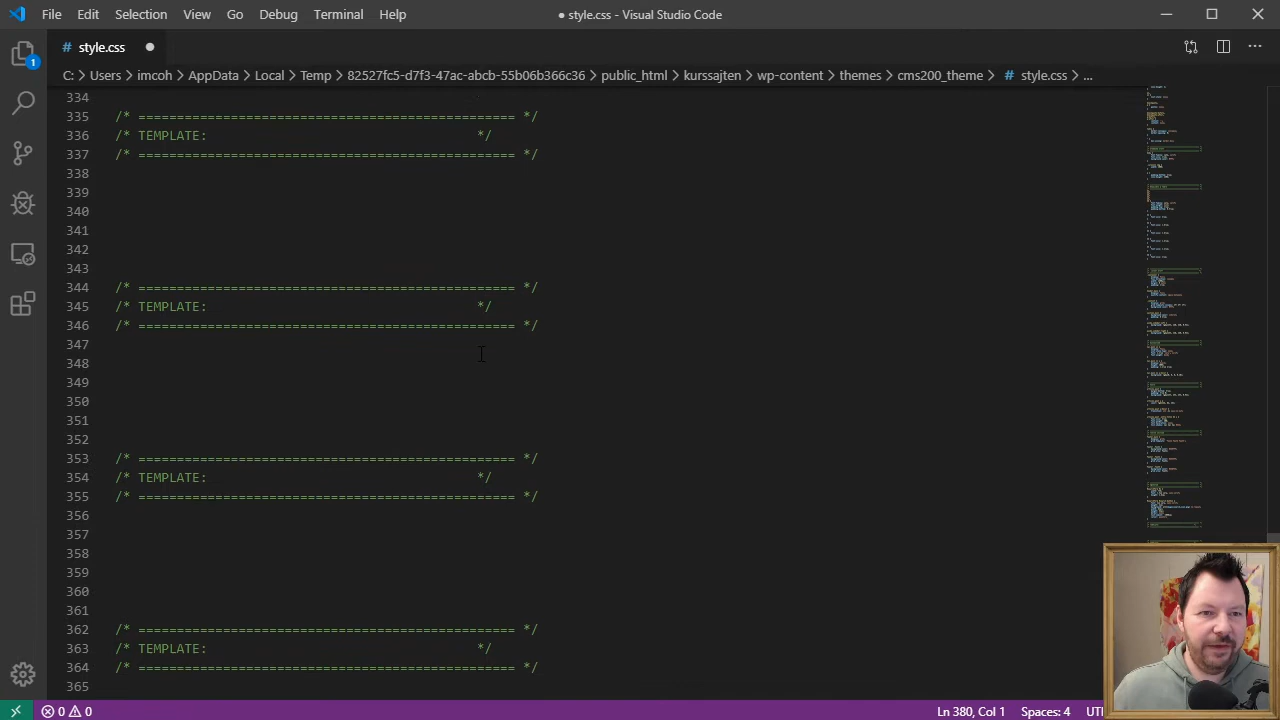 File Edit Selection View Go Debug Terminal Help
● style.css - Visual Studio Code
# style.css
C: > Users > imcoh > AppData > Local > Temp > 82527fc5-d7f3-47ac-abcb-55b06b366c36 > public_html > kurssajten > wp-content > themes > cms200_theme > # style.css > ...
1
334
335 /* ================================================= */
336 /* TEMPLATE: */
337 /* ================================================= */
338
339
340
341
342
343
344 /* ================================================= */
345 /* TEMPLATE: */
346 /* ================================================= */
347
348
349
350
351
352
353 /* ================================================= */
354 /* TEMPLATE: */
355 /* ================================================= */
356
357
358
359
360
361
362 /* ================================================= */
363 /* TEMPLATE: */
364 /* ================================================= */
365
0 0 Ln 380, Col 1 Spaces: 4